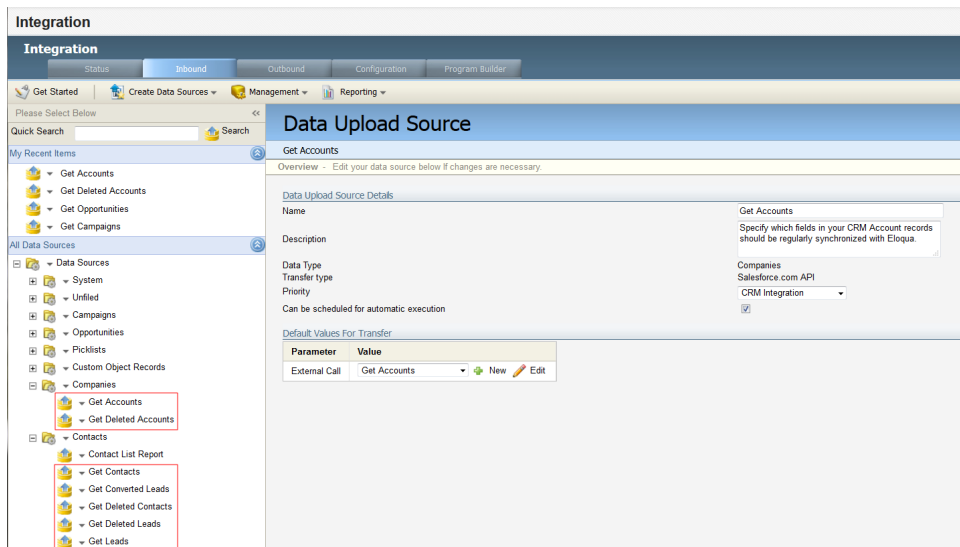 Integration
Integration
Status Inbound Outbound Configuration Program Builder
Get Started Create Data Sources Management Reporting
Please Select Below <<
Quick Search Search
My Recent Items
Get Accounts
Get Deleted Accounts
Get Opportunities
Get Campaigns
All Data Sources
Data Sources
System
Unfiled
Campaigns
Opportunities
Picklists
Custom Object Records
Companies
Get Accounts
Get Deleted Accounts
Contacts
Contact List Report
Get Contacts
Get Converted Leads
Get Deleted Contacts
Get Deleted Leads
Get Leads
Data Upload Source
Get Accounts
Overview - Edit your data source below If changes are necessary.
Data Upload Source Details
Name Get Accounts
Description Specify which fields in your CRM Account records
should be regularly synchronized with Eloqua.
Data Type Companies
Transfer type Salesforce.com API
Priority CRM Integration
Can be scheduled for automatic execution
Default Values For Transfer
Parameter Value
External Call Get Accounts New Edit